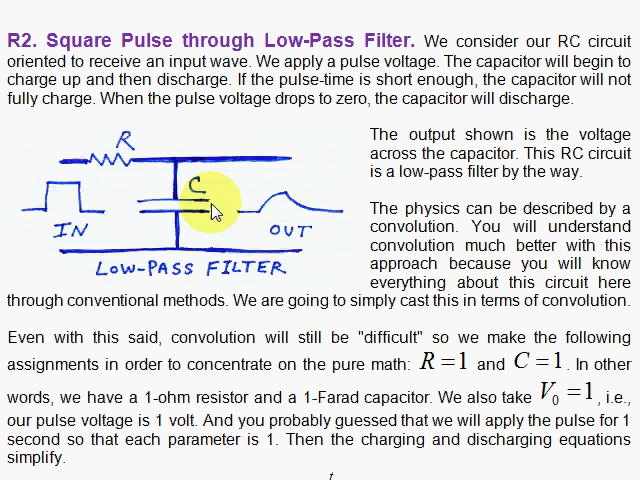 R2. Square Pulse through Low-Pass Filter. We consider our RC circuit
oriented to receive an input wave. We apply a pulse voltage. The capacitor will begin to
charge up and then discharge. If the pulse-time is short enough, the capacitor will not
fully charge. When the pulse voltage drops to zero, the capacitor will discharge.
R
C
IN
OUT
LOW-PASS FILTER
The output shown is the voltage
across the capacitor. This RC circuit
is a low-pass filter by the way.
The physics can be described by a
convolution. You will understand
convolution much better with this
approach because you will know
everything about this circuit here
through conventional methods. We are going to simply cast this in terms of convolution.
Even with this said, convolution will still be "difficult" so we make the following
assignments in order to concentrate on the pure math: R = 1 and C = 1. In other
words, we have a 1-ohm resistor and a 1-Farad capacitor. We also take V₀ = 1, i.e.,
our pulse voltage is 1 volt. And you probably guessed that we will apply the pulse for 1
second so that each parameter is 1. Then the charging and discharging equations
simplify.
t